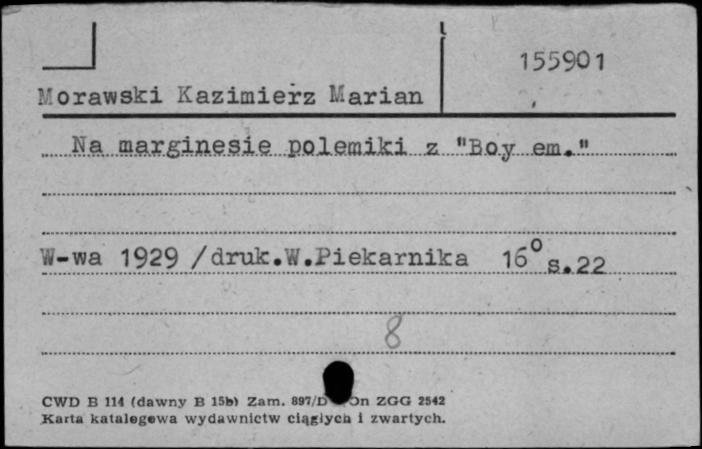 155901
Morawski Kazimierz Marian
Na marginesie polemiki z "Boy em."
W-wa 1929 /druk.W.Piekarnika 16° s.22
8
CWD B 114 (dawny B 15b) Zam. 897/D On ZGG 2542
Karta katalogowa wydawnictw ciągłych i zwartych.